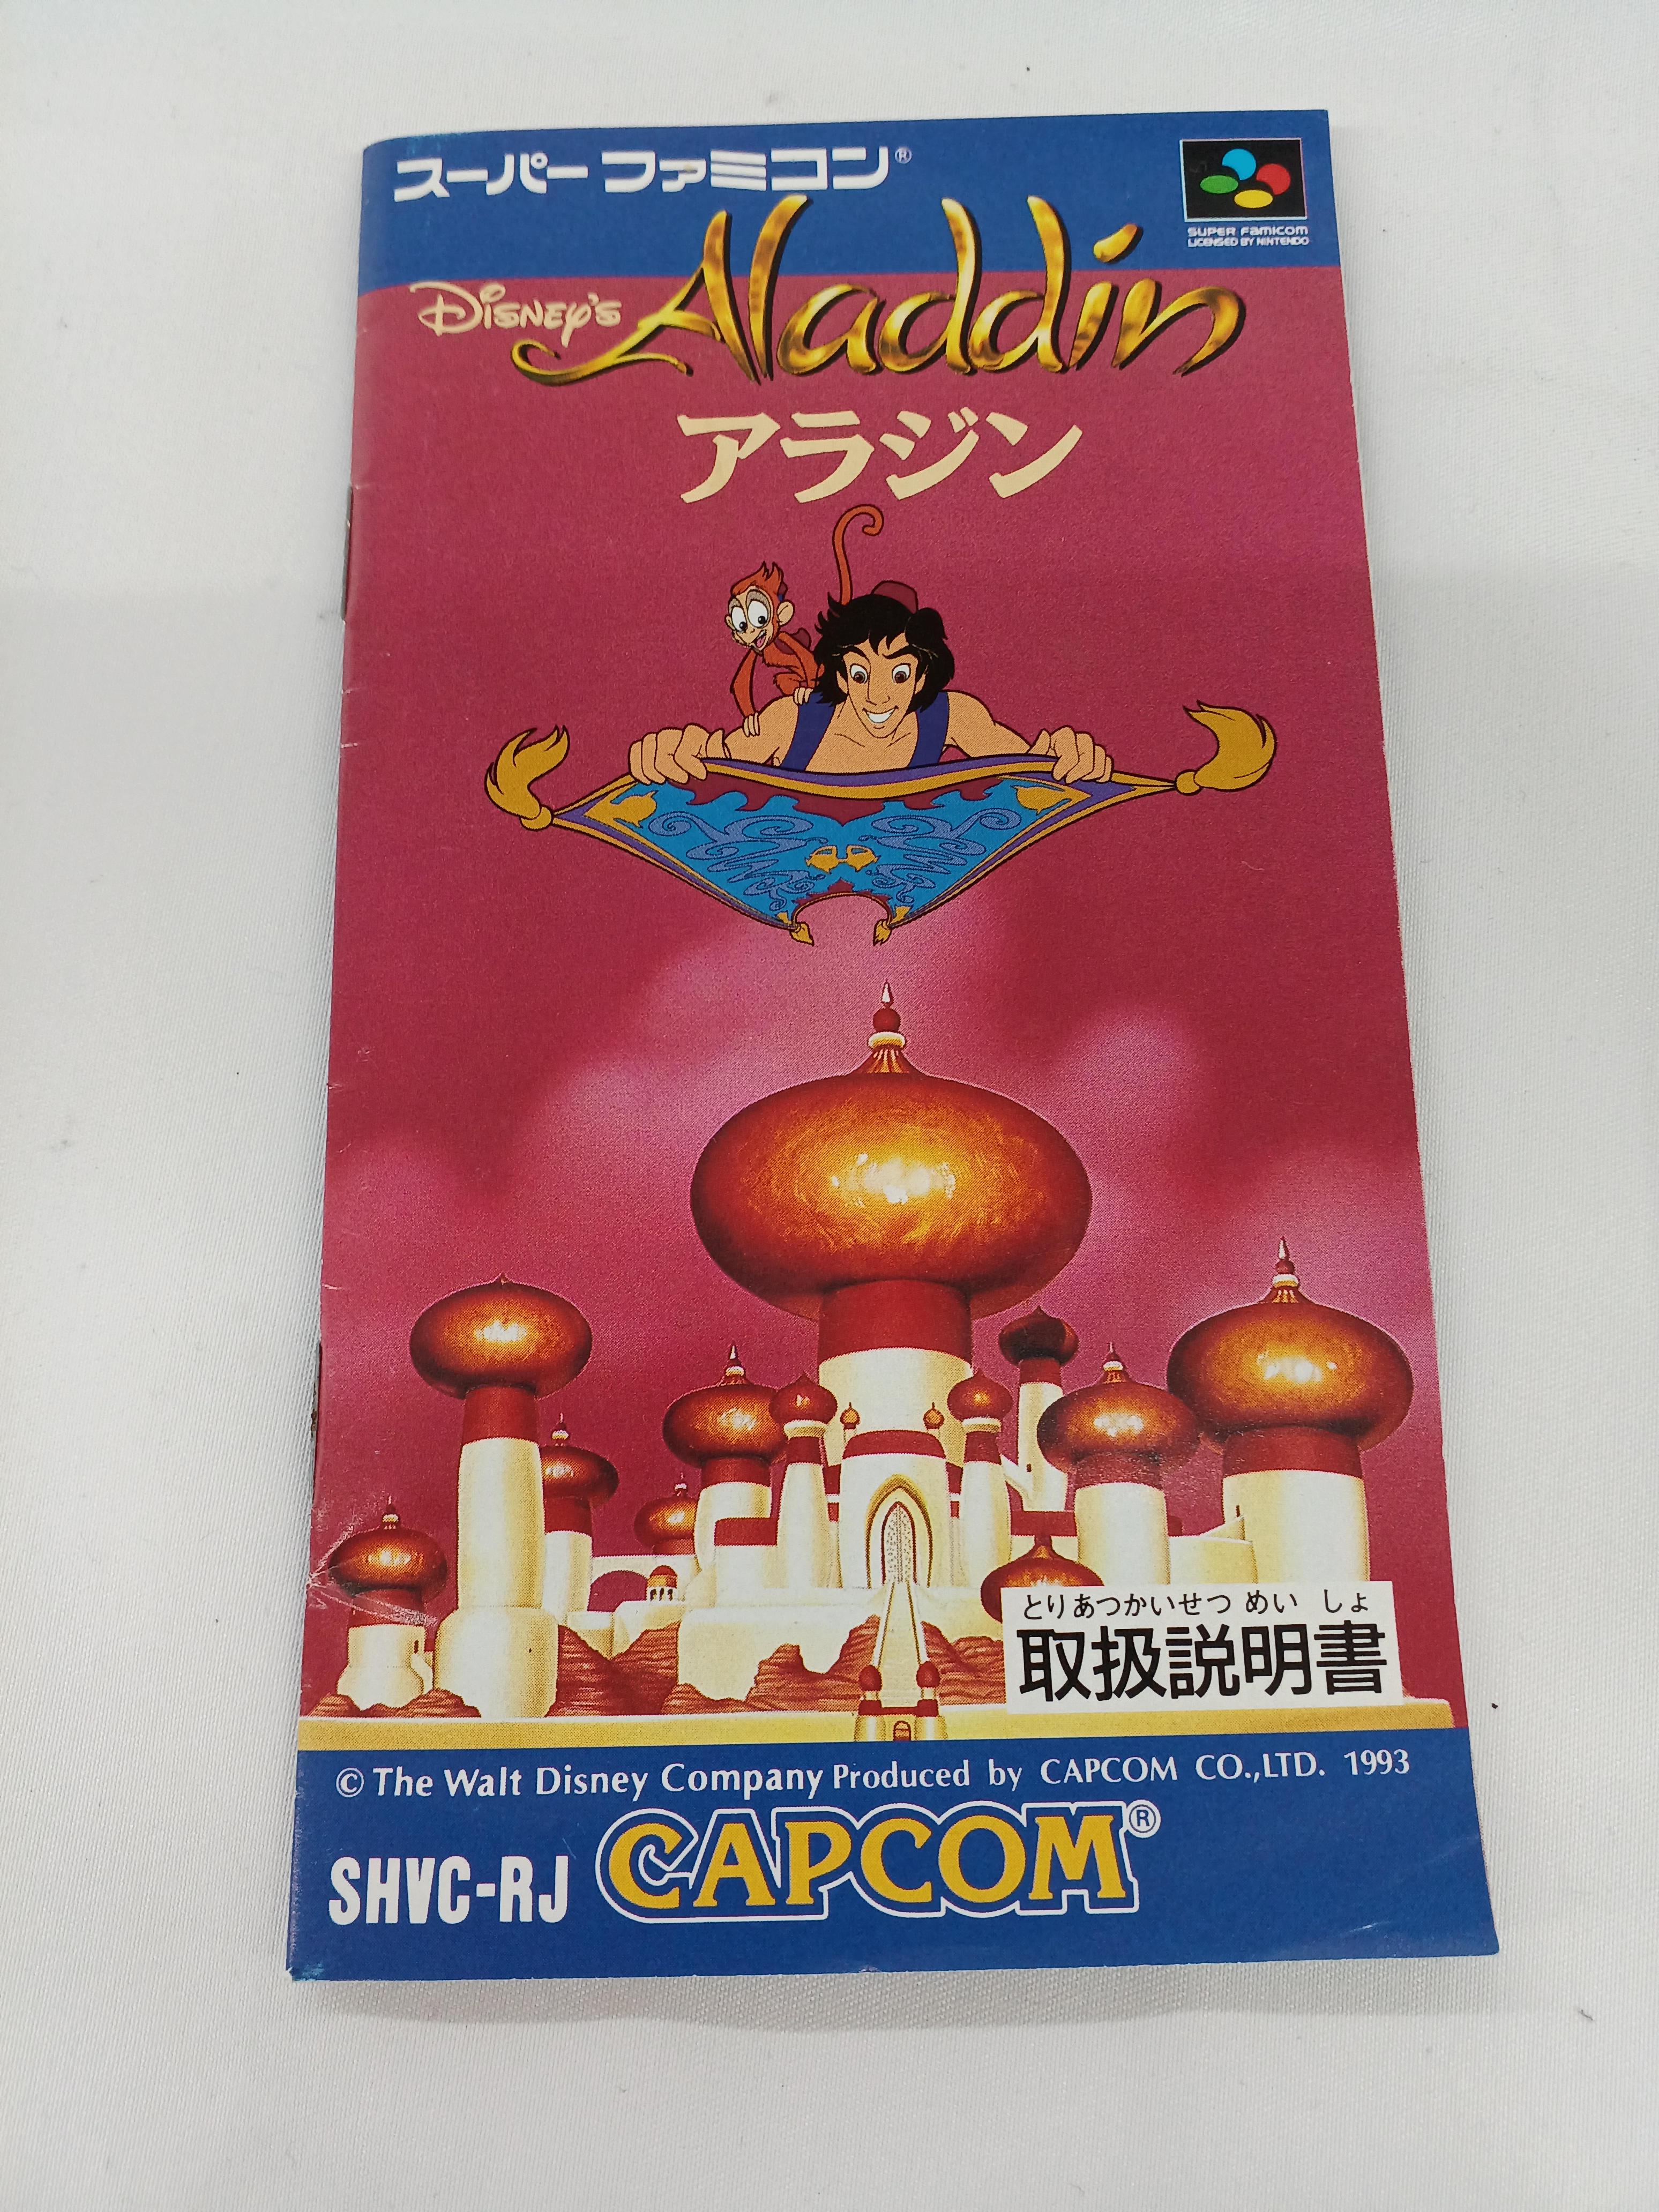 スーパーファミコン®
SUPER FAMICOM
LICENSED BY NINTENDO
DISNEY'S Aladdin
アラジン
とりあつかいせつめいしょ
取扱説明書
© The Walt Disney Company Produced by CAPCOM CO.,LTD. 1993
SHVC-RJ CAPCOM®